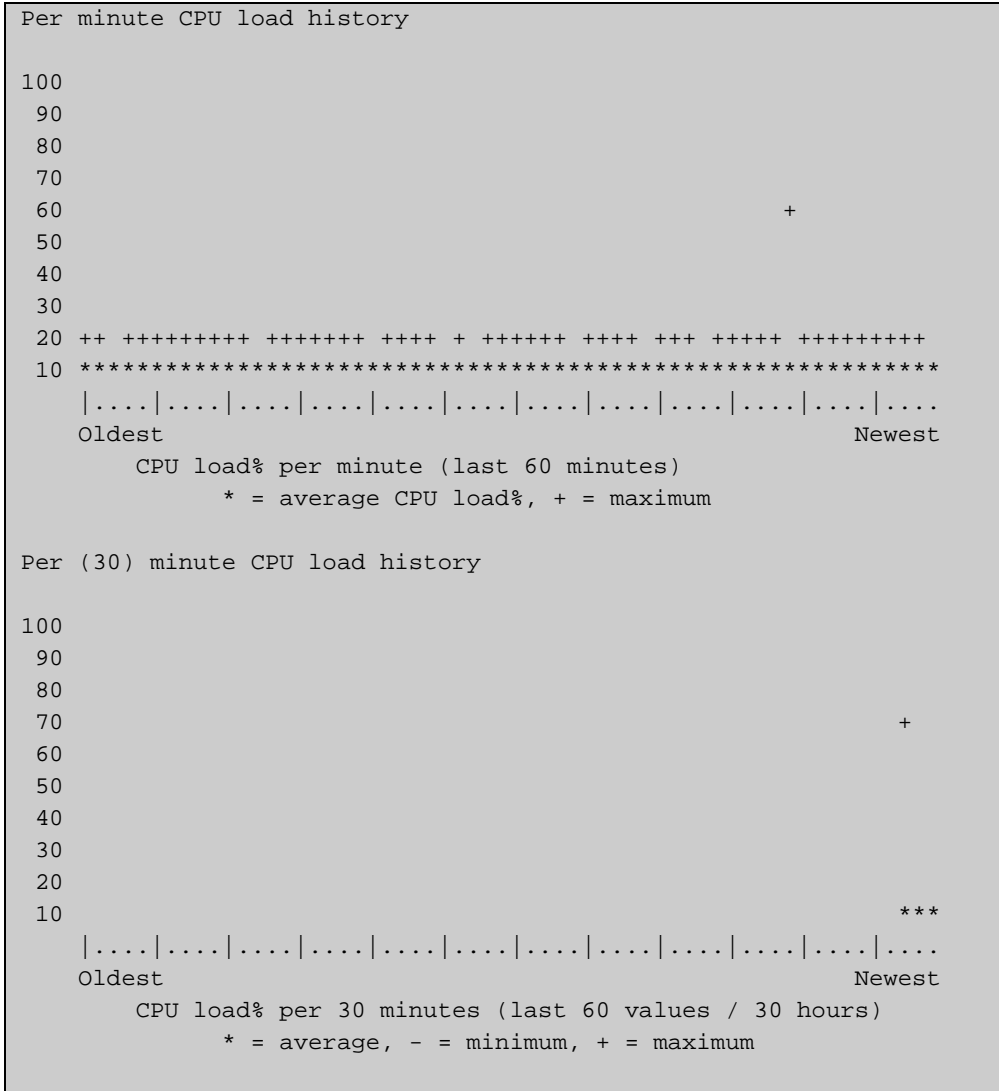 Per minute CPU load history
100
 90
 80
 70
 60                                                  +
 50
 40
 30
 20 ++ +++++++++ +++++++ ++++ + ++++++ ++++ +++ +++++ +++++++++
 10 ************************************************************
    |....|....|....|....|....|....|....|....|....|....|....|....
    Oldest                                                Newest
        CPU load% per minute (last 60 minutes)
              * = average CPU load%, + = maximum
Per (30) minute CPU load history
100
 90
 80
 70                                                          +
 60
 50
 40
 30
 20
 10                                                          ***
    |....|....|....|....|....|....|....|....|....|....|....|....
    Oldest                                                Newest
        CPU load% per 30 minutes (last 60 values / 30 hours)
              * = average, - = minimum, + = maximum